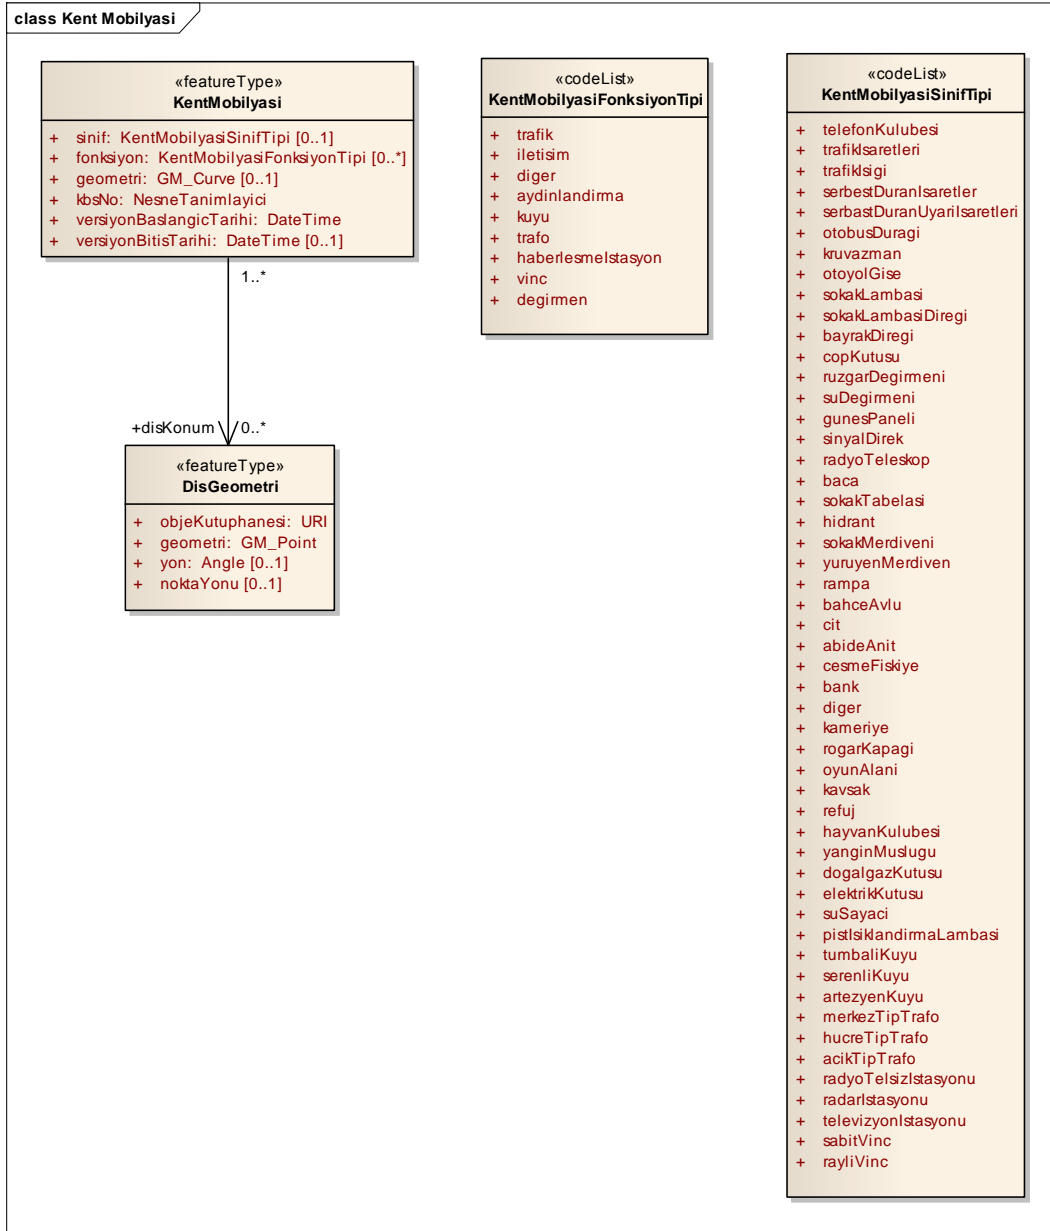 class Kent Mobilyasi
«featureType»
KentMobilyasi
+ sinif: KentMobilyasiSinifTipi [0..1]
+ fonksiyon: KentMobilyasiFonksiyonTipi [0..*]
+ geometri: GM_Curve [0..1]
+ kbsNo: NesneTanimlayici
+ versiyonBaslangicTarihi: DateTime
+ versiyonBitisTarihi: DateTime [0..1]
1..*
+disKonum 0..*
«featureType»
DisGeometri
+ objeKutuphanesi: URI
+ geometri: GM_Point
+ yon: Angle [0..1]
+ noktaYonu [0..1]
«codeList»
KentMobilyasiFonksiyonTipi
+ trafik
+ iletisim
+ diger
+ aydinlandirma
+ kuyu
+ trafo
+ haberlesmeIstasyon
+ vinc
+ degirmen
«codeList»
KentMobilyasiSinifTipi
+ telefonKulubesi
+ trafikIsaretleri
+ trafikIsigi
+ serbestDuranIsaretler
+ serbastDuranUyariIsaretleri
+ otobusDuragi
+ kruvazman
+ otoyolGise
+ sokakLambasi
+ sokakLambasiDiregi
+ bayrakDiregi
+ copKutusu
+ ruzgarDegirmeni
+ suDegirmeni
+ gunesPaneli
+ sinyalDirek
+ radyoTeleskop
+ baca
+ sokakTabelasi
+ hidrant
+ sokakMerdiveni
+ yuruyenMerdiven
+ rampa
+ bahceAvlu
+ cit
+ abideAnit
+ cesmeFiskiye
+ bank
+ diger
+ kameriye
+ rogarKapagi
+ oyunAlani
+ kavsak
+ refuj
+ hayvanKulubesi
+ yanginMuslugu
+ dogalgazKutusu
+ elektrikKutusu
+ suSayaci
+ pistIsiklandirmaLambasi
+ tumbaliKuyu
+ serenliKuyu
+ artezyenKuyu
+ merkezTipTrafo
+ hucreTipTrafo
+ acikTipTrafo
+ radyoTelsizIstasyonu
+ radarIstasyonu
+ televizyonIstasyonu
+ sabitVinc
+ rayliVinc